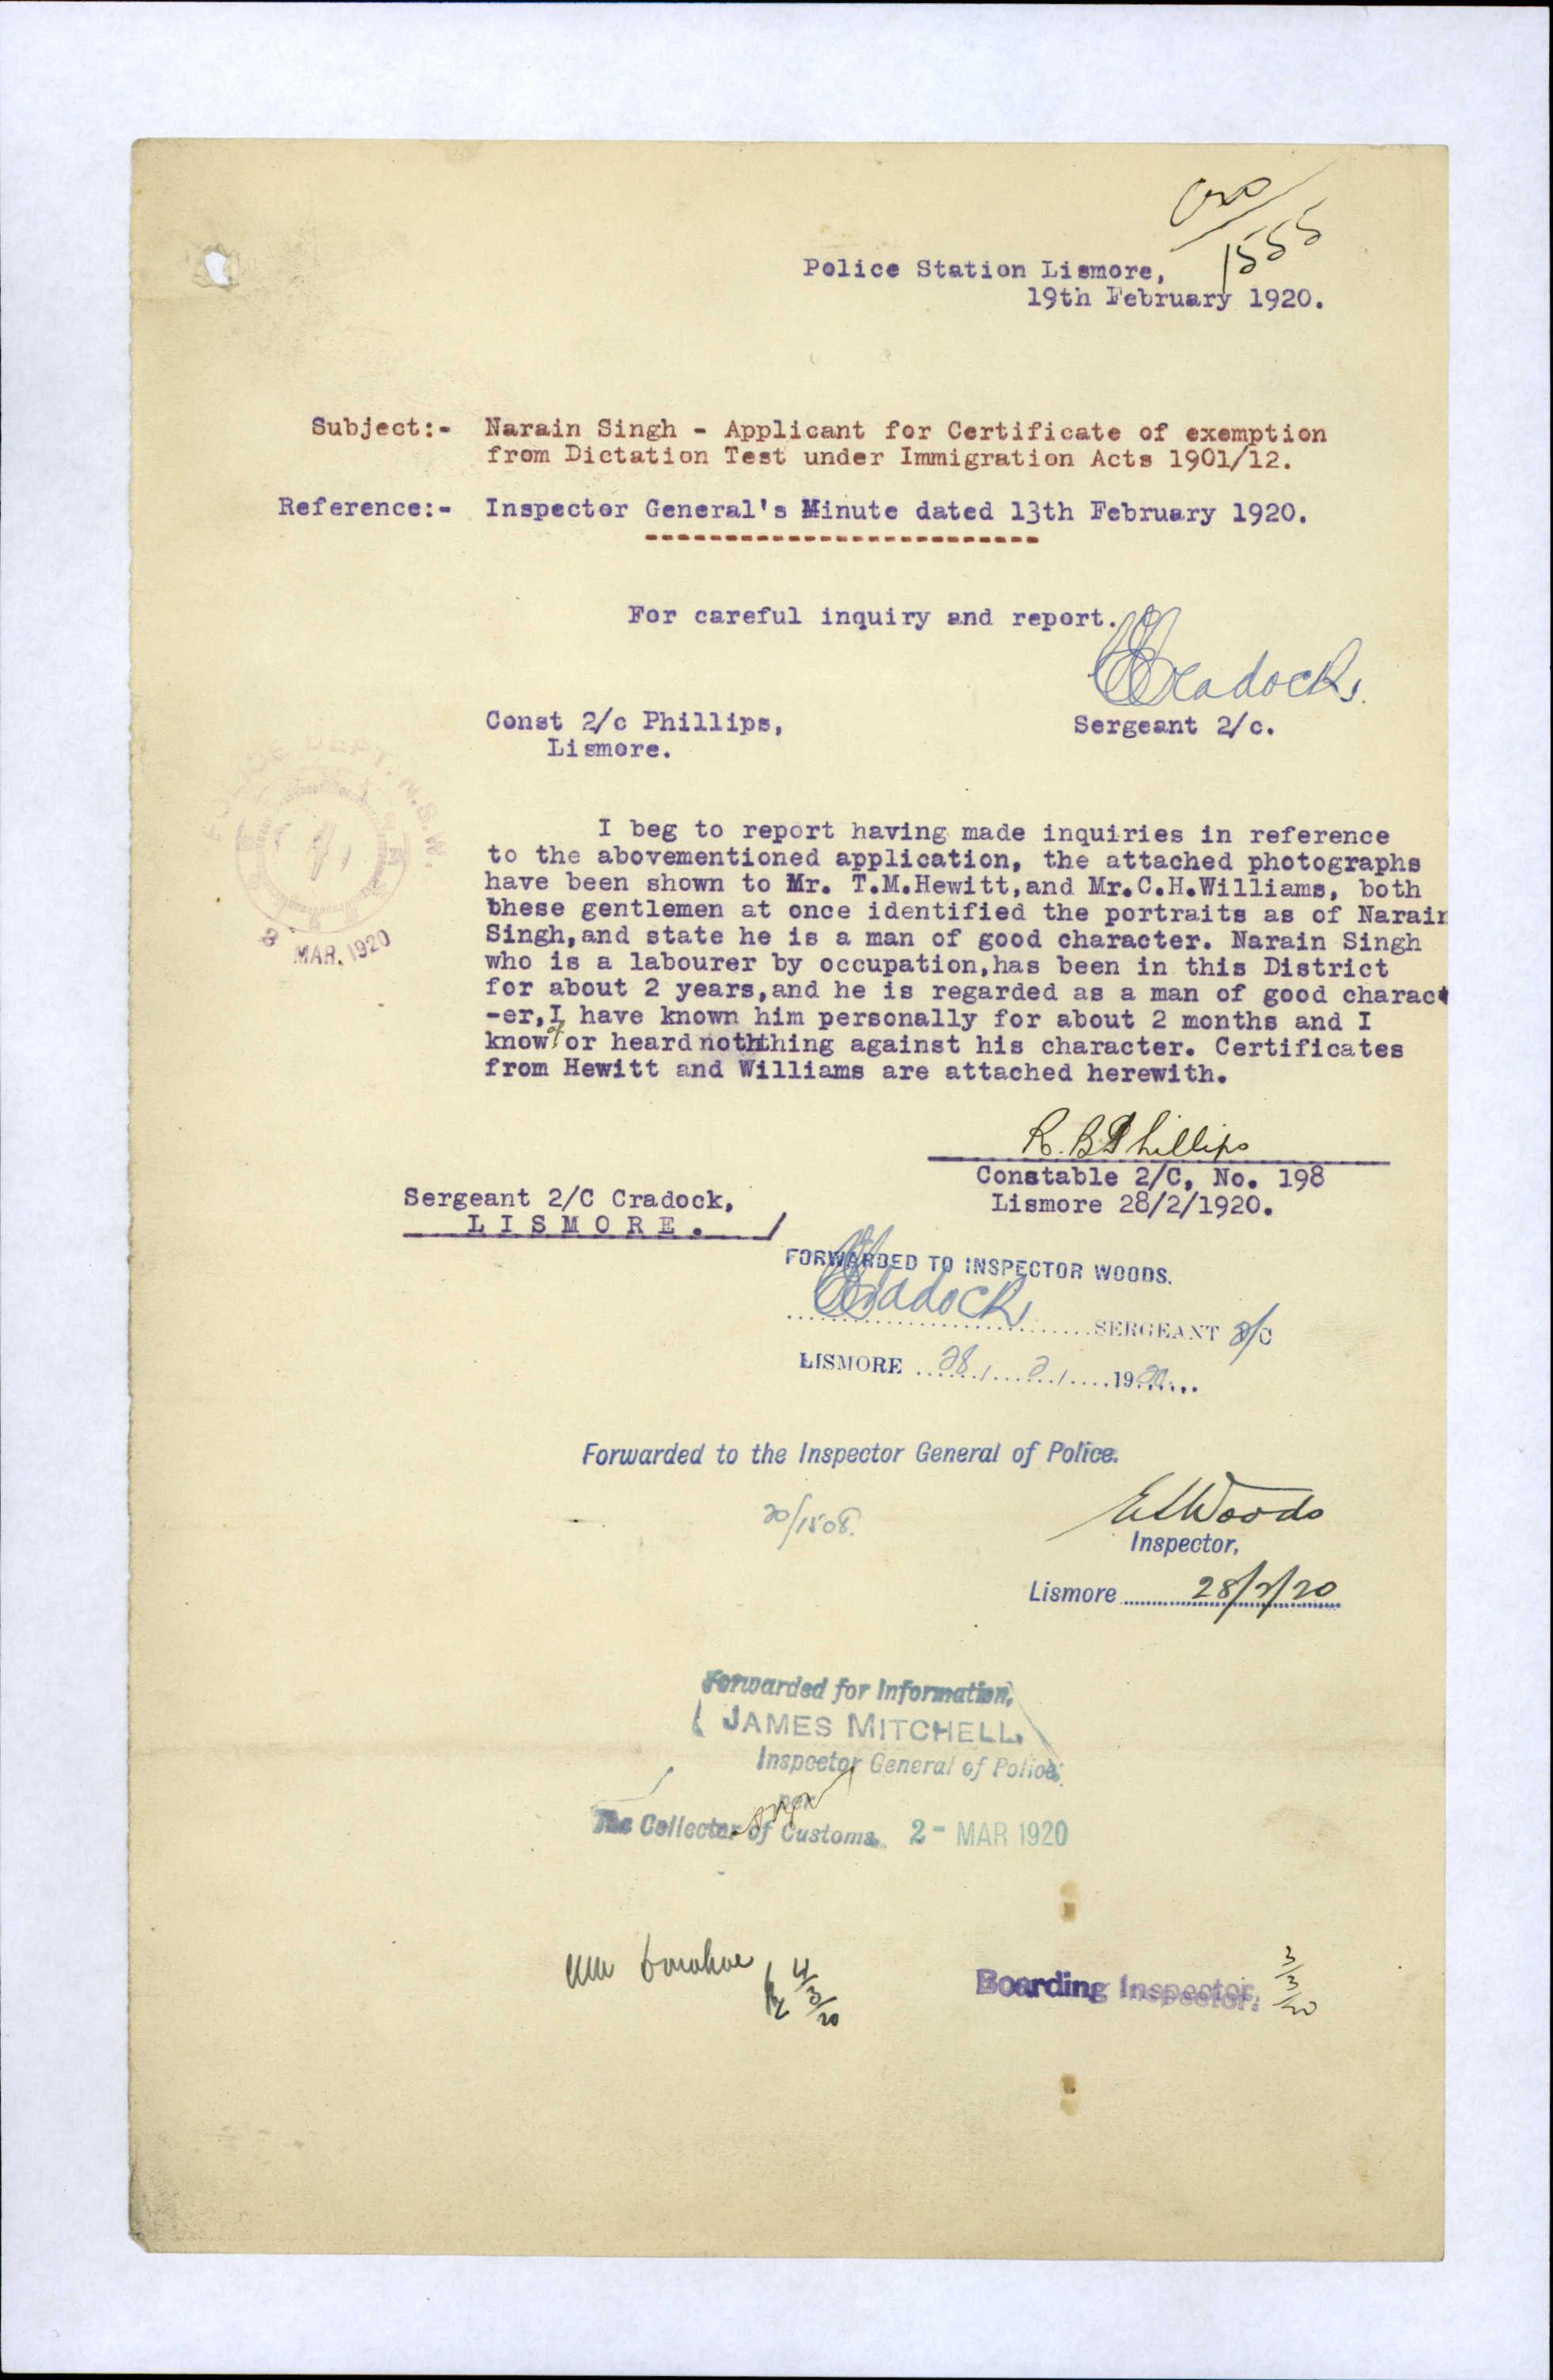 1555
Police Station Lismore,
19th February 1920.
Subject:- Narain Singh - Applicant for Certificate of exemption
from Dictation Test under Immigration Acts 1901/12.
Reference:- Inspector General's Minute dated 13th February 1920.
For careful inquiry and report.
Cradock
Const 2/c Phillips,
Lismore.
Sergeant 2/c.
POLICE DEPT. N.S.W.
MAR. 1920
I beg to report having made inquiries in reference
to the abovementioned application, the attached photographs
have been shown to Mr. T.M.Hewitt,and Mr.C.H.Williams, both
these gentlemen at once identified the portraits as of Narain
Singh,and state he is a man of good character. Narain Singh
who is a labourer by occupation,has been in this District
for about 2 years,and he is regarded as a man of good charact
-er,I have known him personally for about 2 months and I
know of or heard noththing against his character. Certificates
from Hewitt and Williams are attached herewith.
R. B. Phillips
Constable 2/C, No. 198
Lismore 28/2/1920.
Sergeant 2/C Cradock,
LISMORE.
FORWARDED TO INSPECTOR WOODS.
Cradock
SERGEANT 2/C
LISMORE 28/2/1920
Forwarded to the Inspector General of Police.
20/1508.
Woods
Inspector,
Lismore 28/2/20
Forwarded for Information,
JAMES MITCHELL,
Inspector General of Police.
per
The Collector of Customs. 2- MAR 1920
Mr Donohoe
4/3/20
Boarding Inspector.
3/3/20